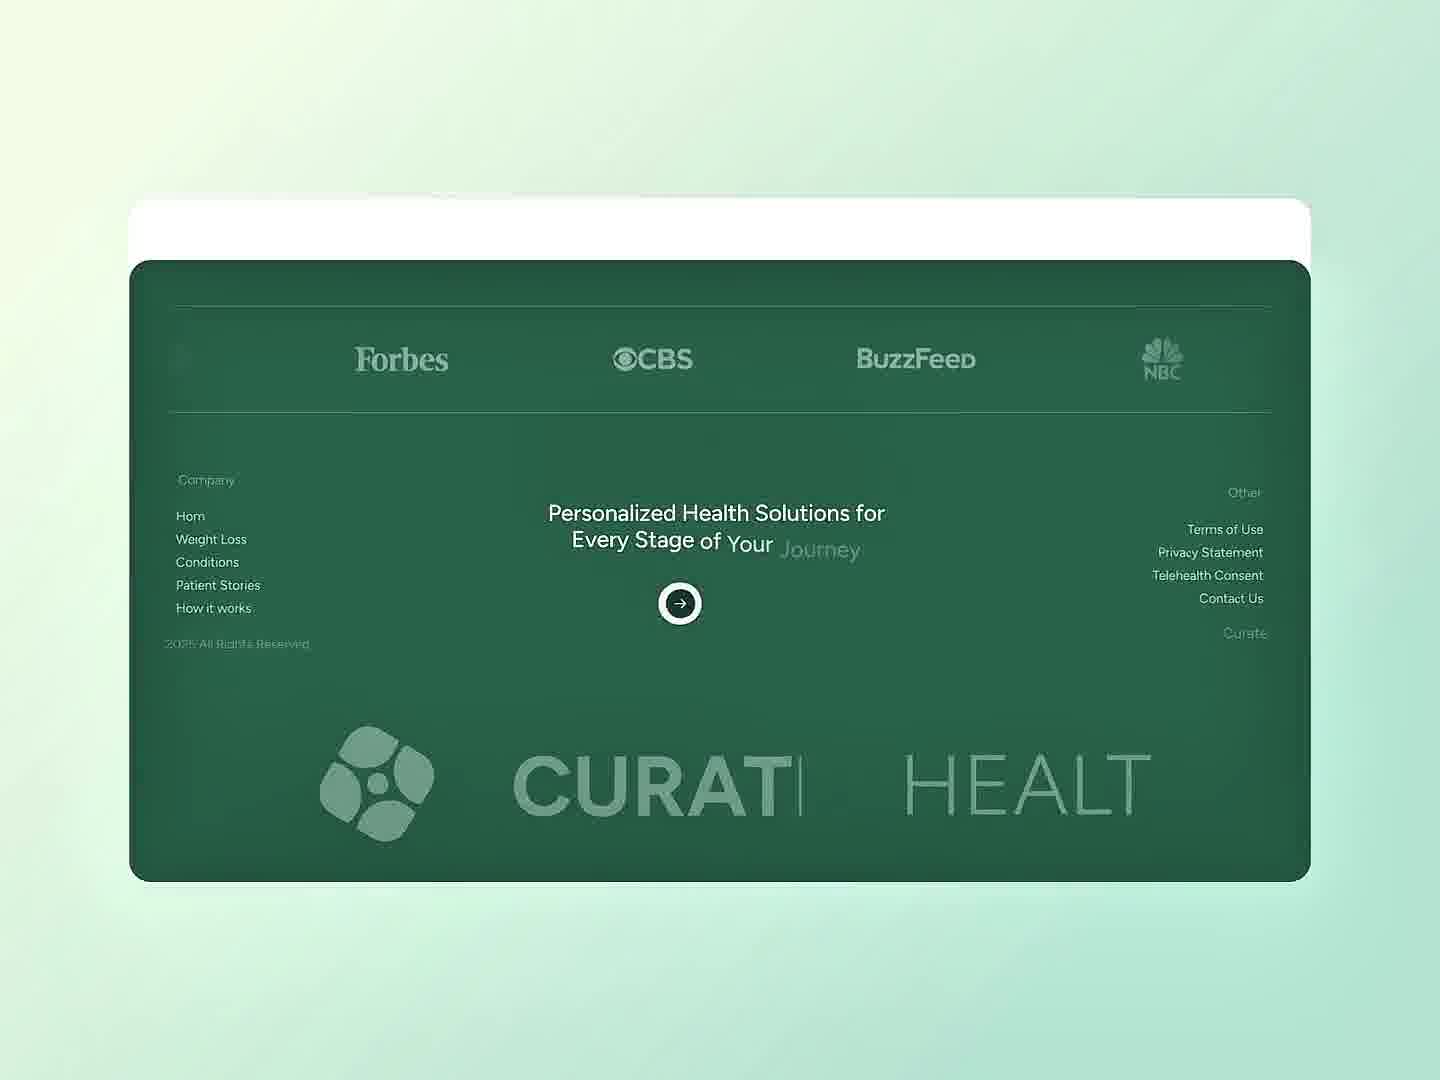 Forbes
CBS
BuzzFeed
NBC
Company
Hom
Weight Loss
Conditions
Patient Stories
How it works
2025 All Rights Reserved
Personalized Health Solutions for
Every Stage of Your Journey
Other
Terms of Use
Privacy Statement
Telehealth Consent
Contact Us
Curate
CURAT
HEALT